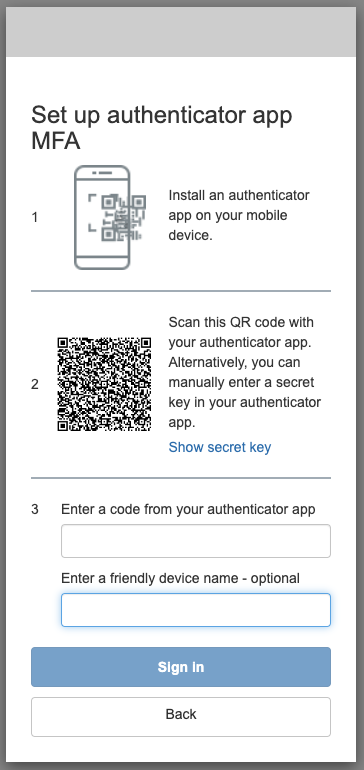 Set up authenticator app
MFA
1
Install an authenticator
app on your mobile
device.
2
Scan this QR code with
your authenticator app.
Alternatively, you can
manually enter a secret
key in your authenticator
app.
Show secret key
3
Enter a code from your authenticator app
Enter a friendly device name - optional
Sign in
Back